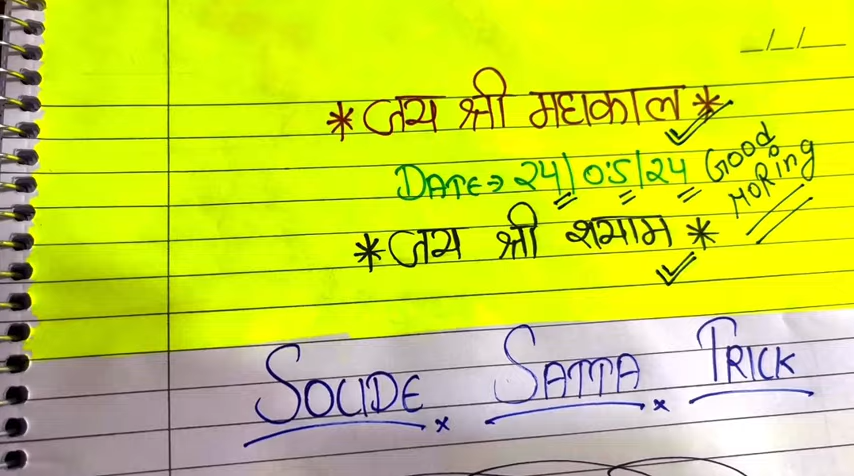 *जय श्री महाकाल*
DATE→ 24/05/24 Good
MORing
*जय श्री श्याम*
SOLIDE × SATTA × TRICK